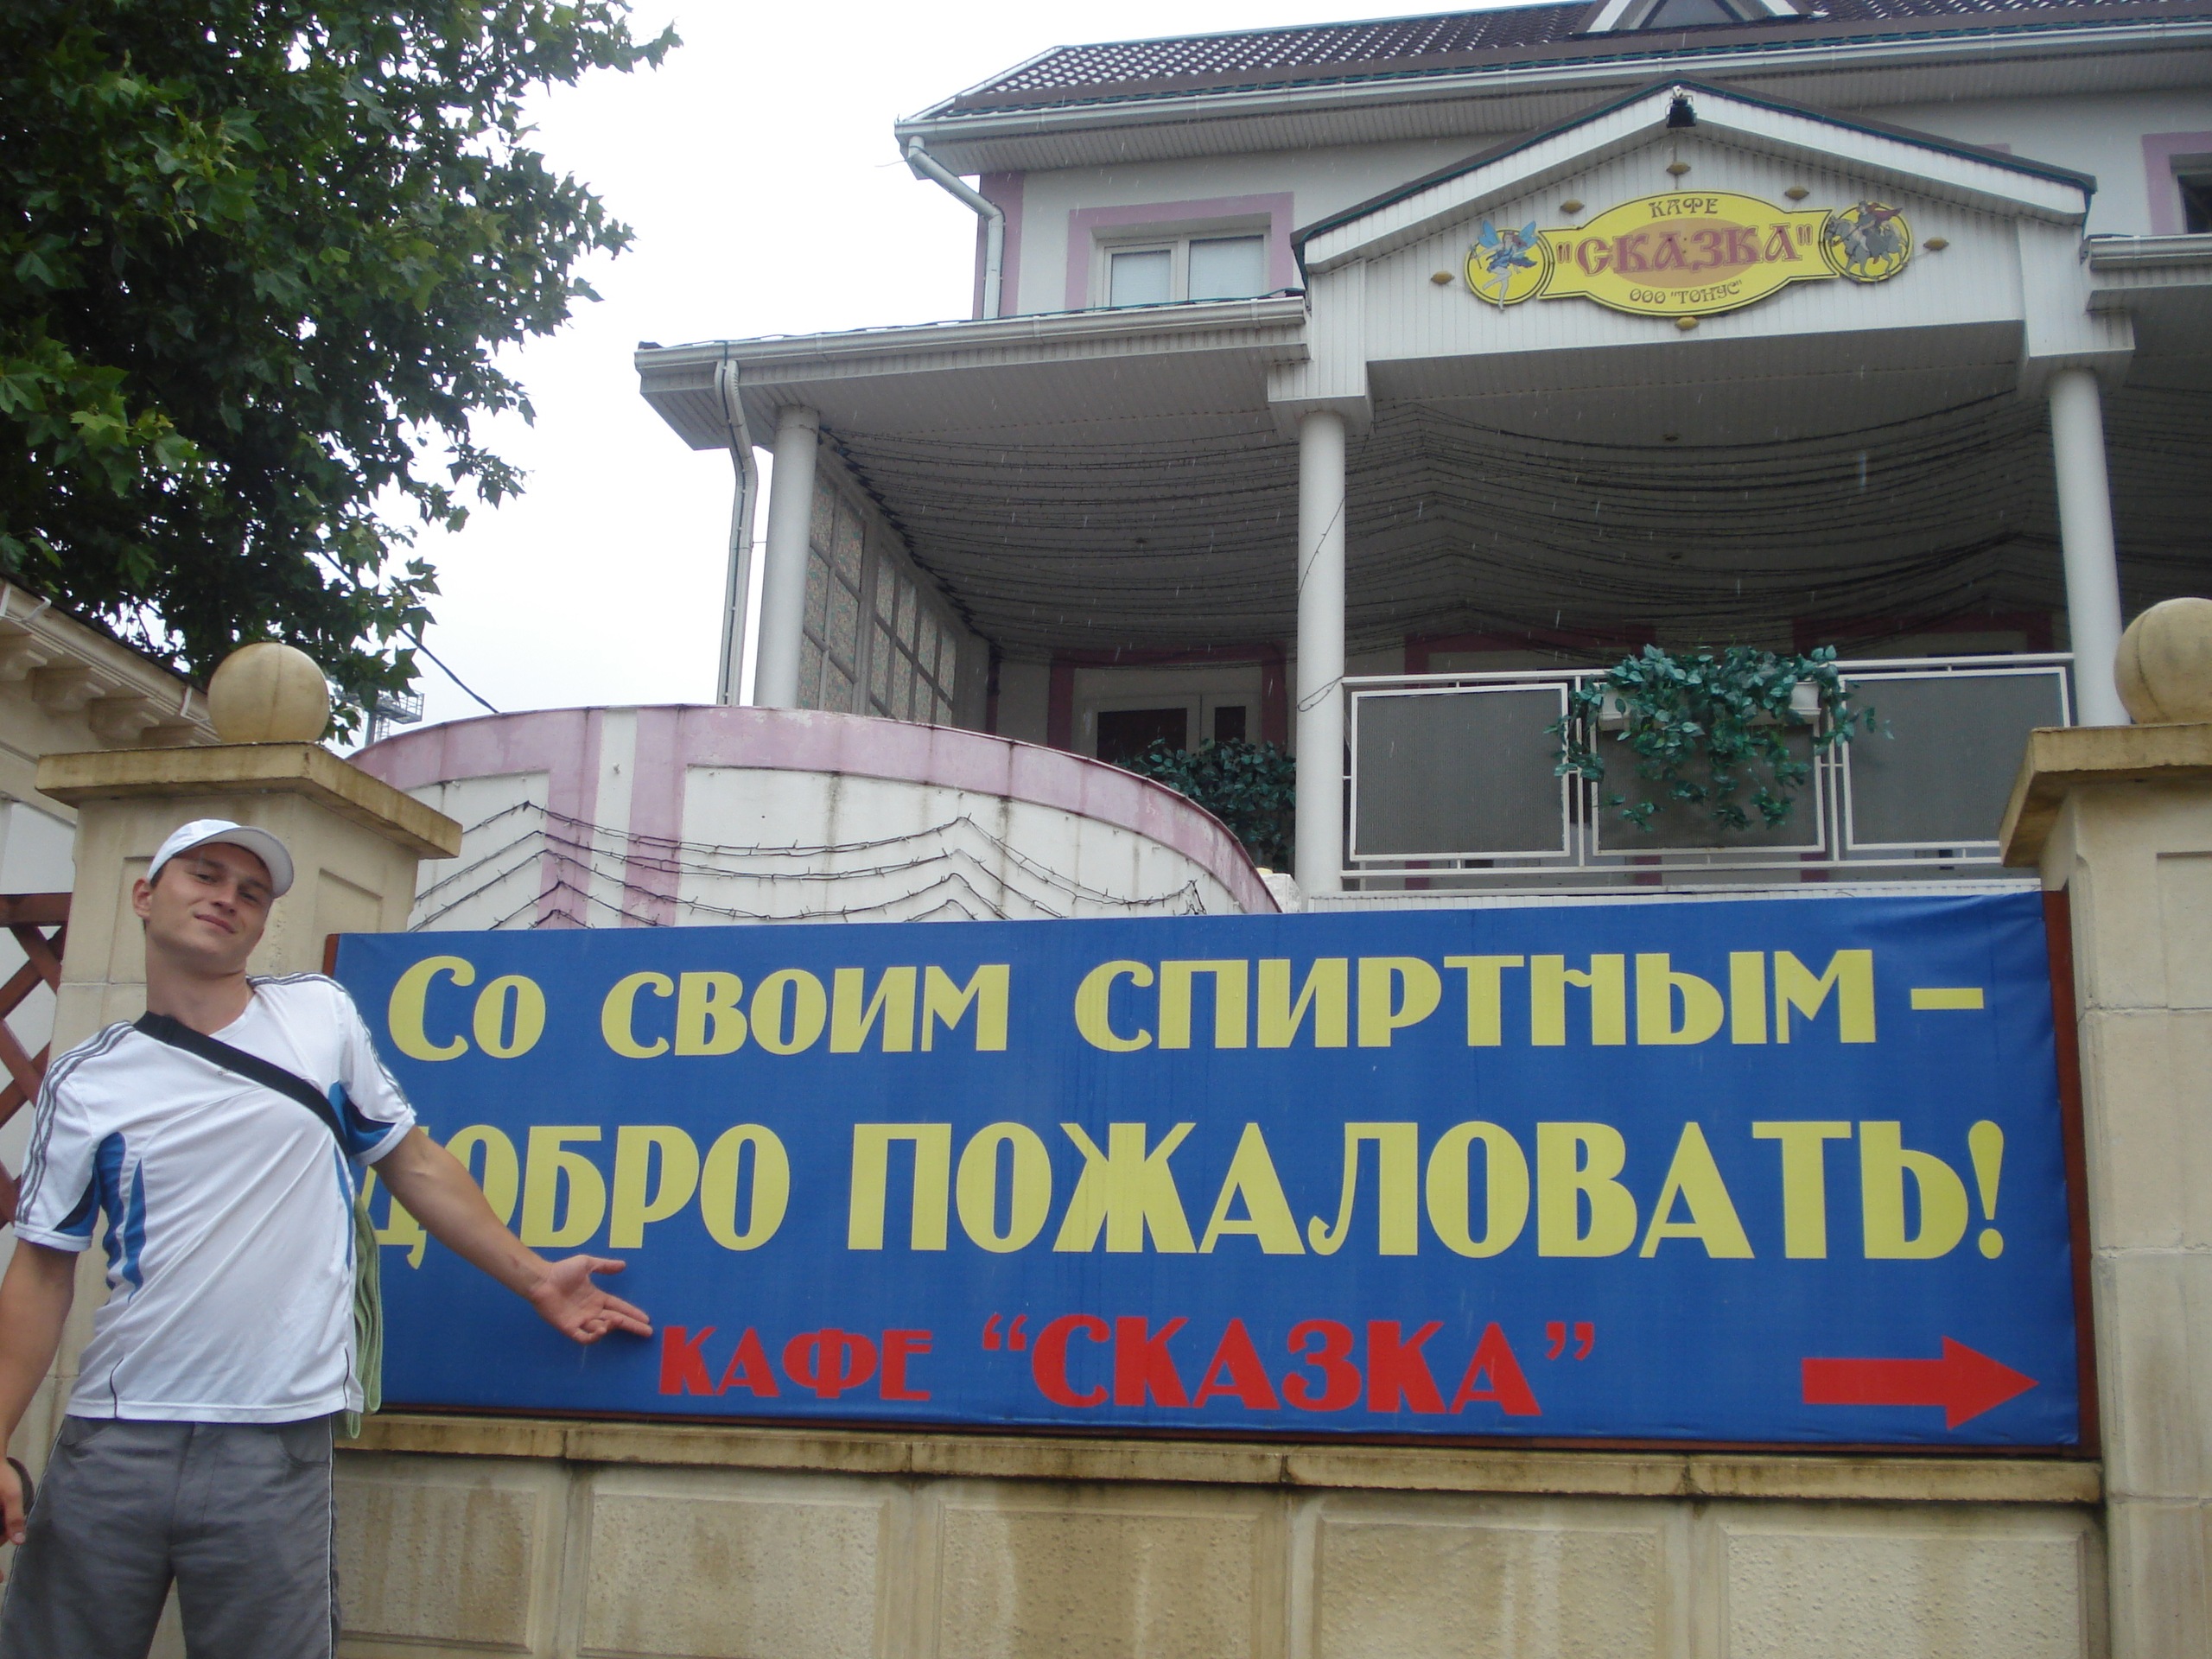 КАФЕ
"СКАЗКА"
ООО "ТОНУС"
Со своим спиртным –
ДОБРО ПОЖАЛОВАТЬ!
КАФЕ “СКАЗКА”